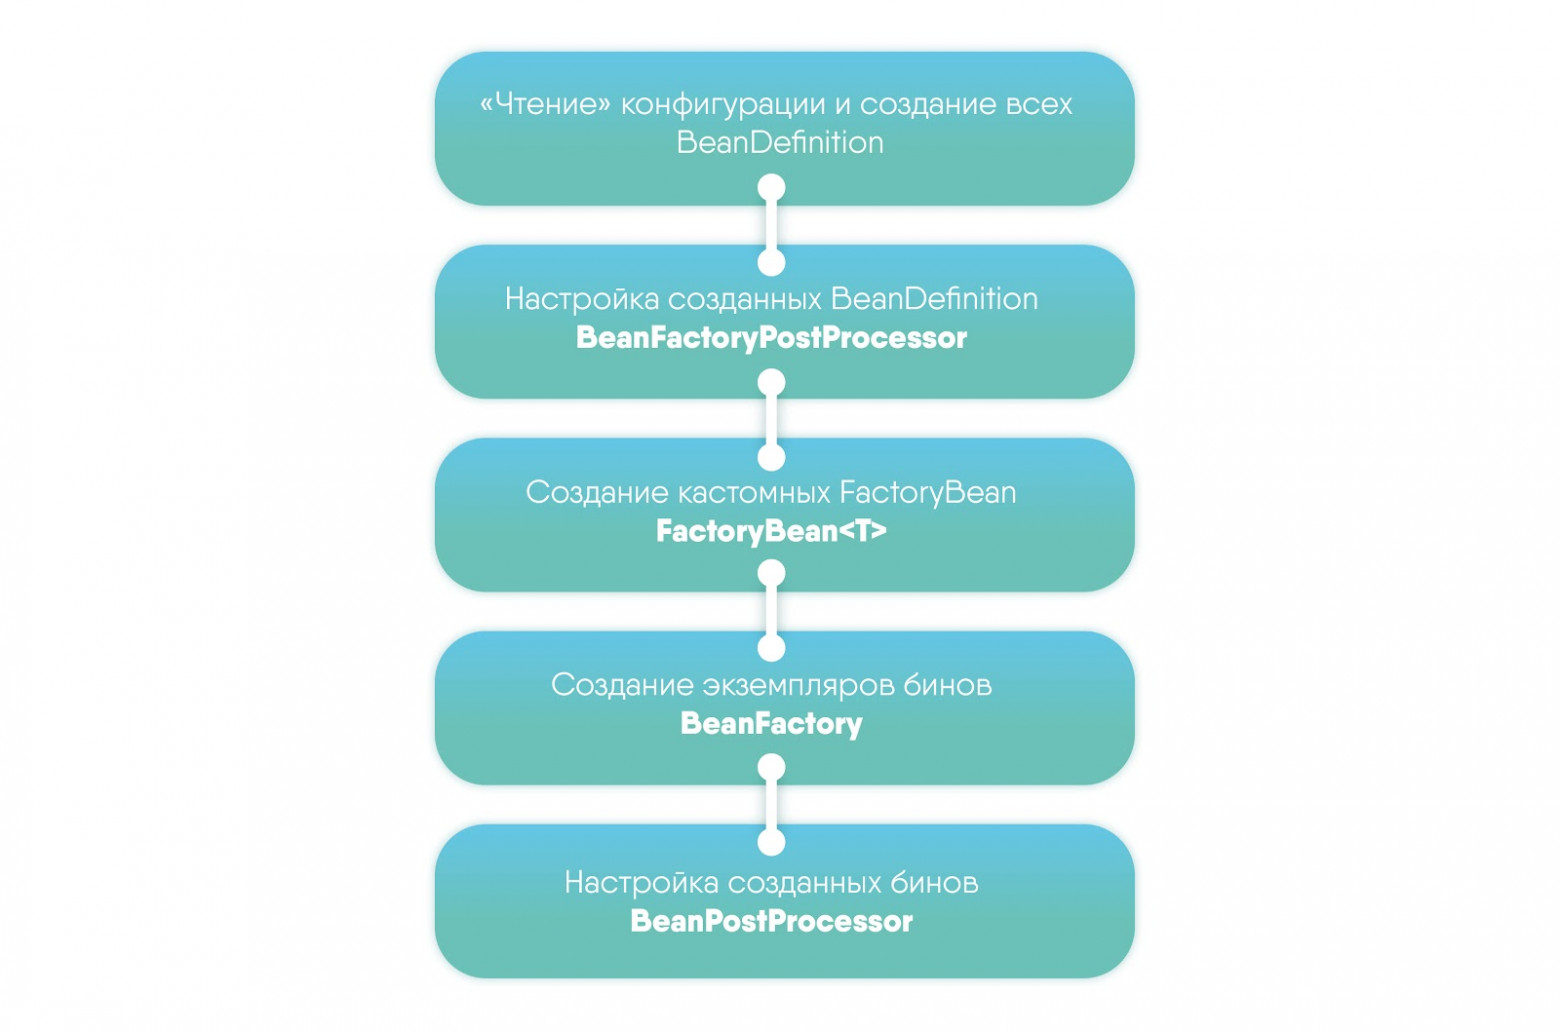 «Чтение» конфигурации и создание всех
BeanDefinition
Настройка созданных BeanDefinition
BeanFactoryPostProcessor
Создание кастомных FactoryBean
FactoryBean<T>
Создание экземпляров бинов
BeanFactory
Настройка созданных бинов
BeanPostProcessor